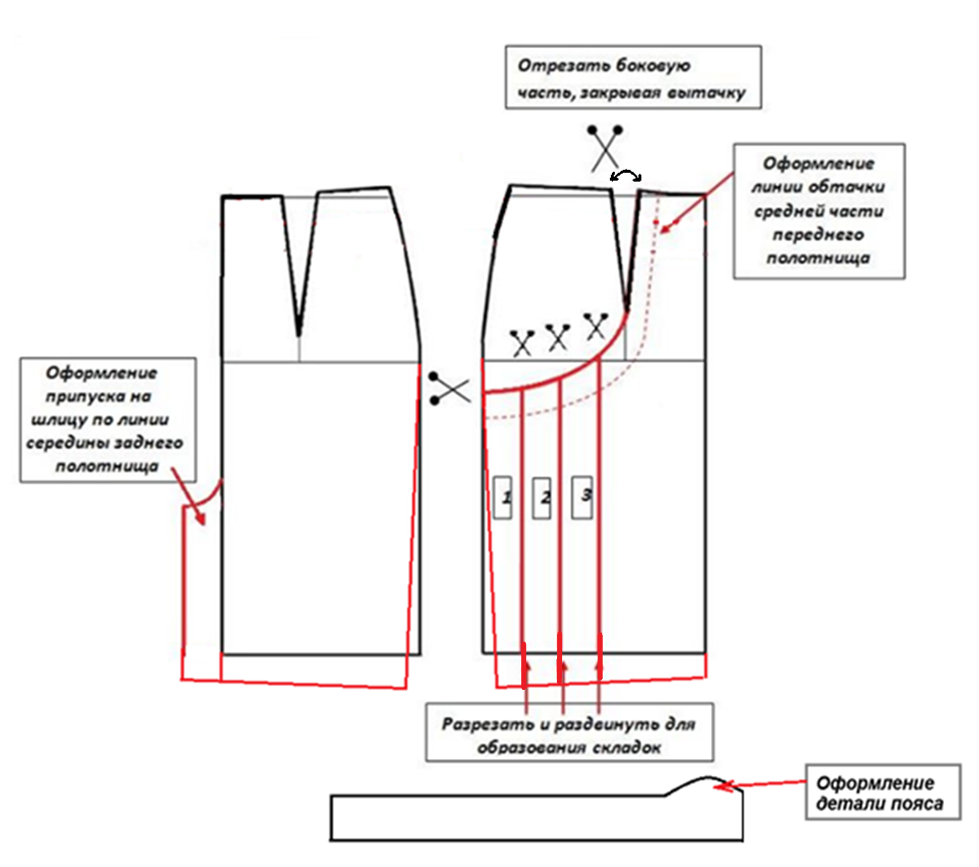 Отрезать боковую
часть, закрывая вытачку
Оформление
линии обтачки
средней части
переднего
полотнища
Оформление
припуска на
шлицу по линии
середины заднего
полотнища
1
2
3
Разрезать и раздвинуть для
образования складок
Оформление
детали пояса